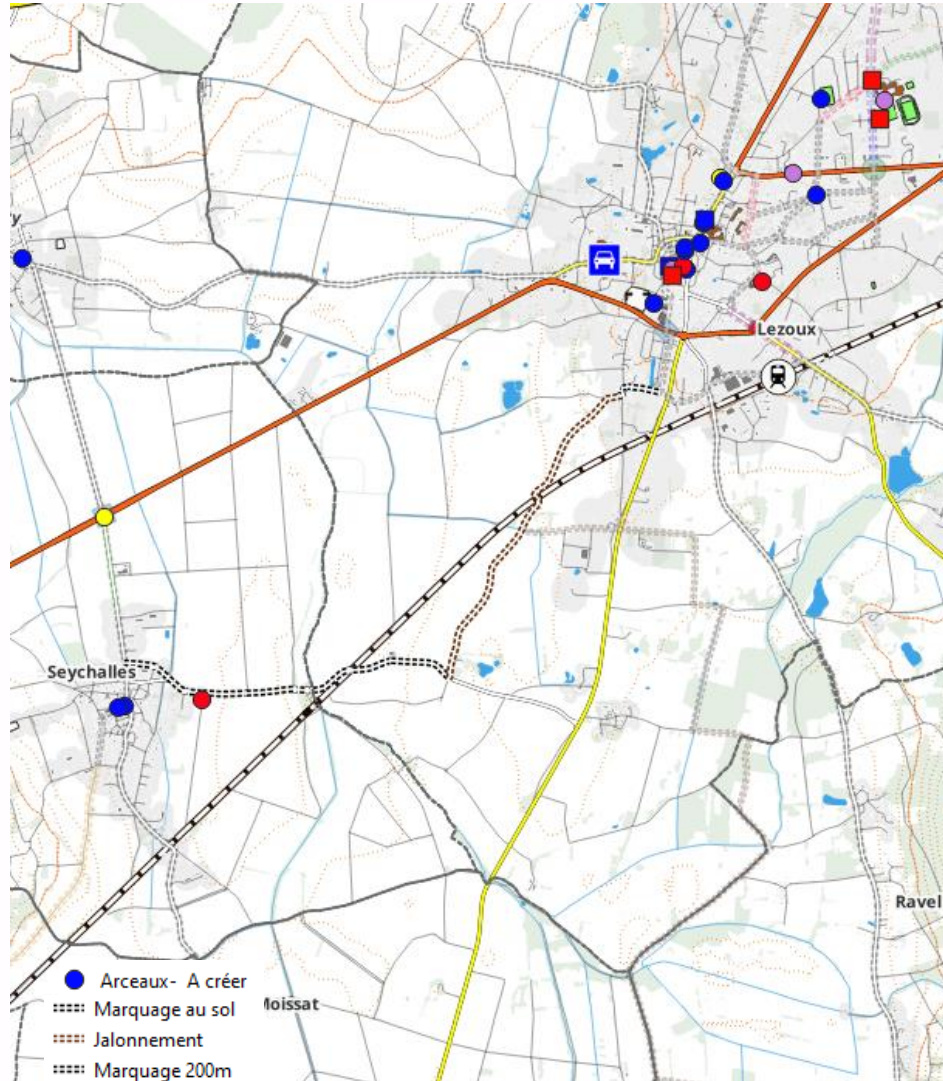 Lezoux
Seychalles
Ravel
Arceaux- A créer
Marquage au sol
Moissat
Jalonnement
Marquage 200m